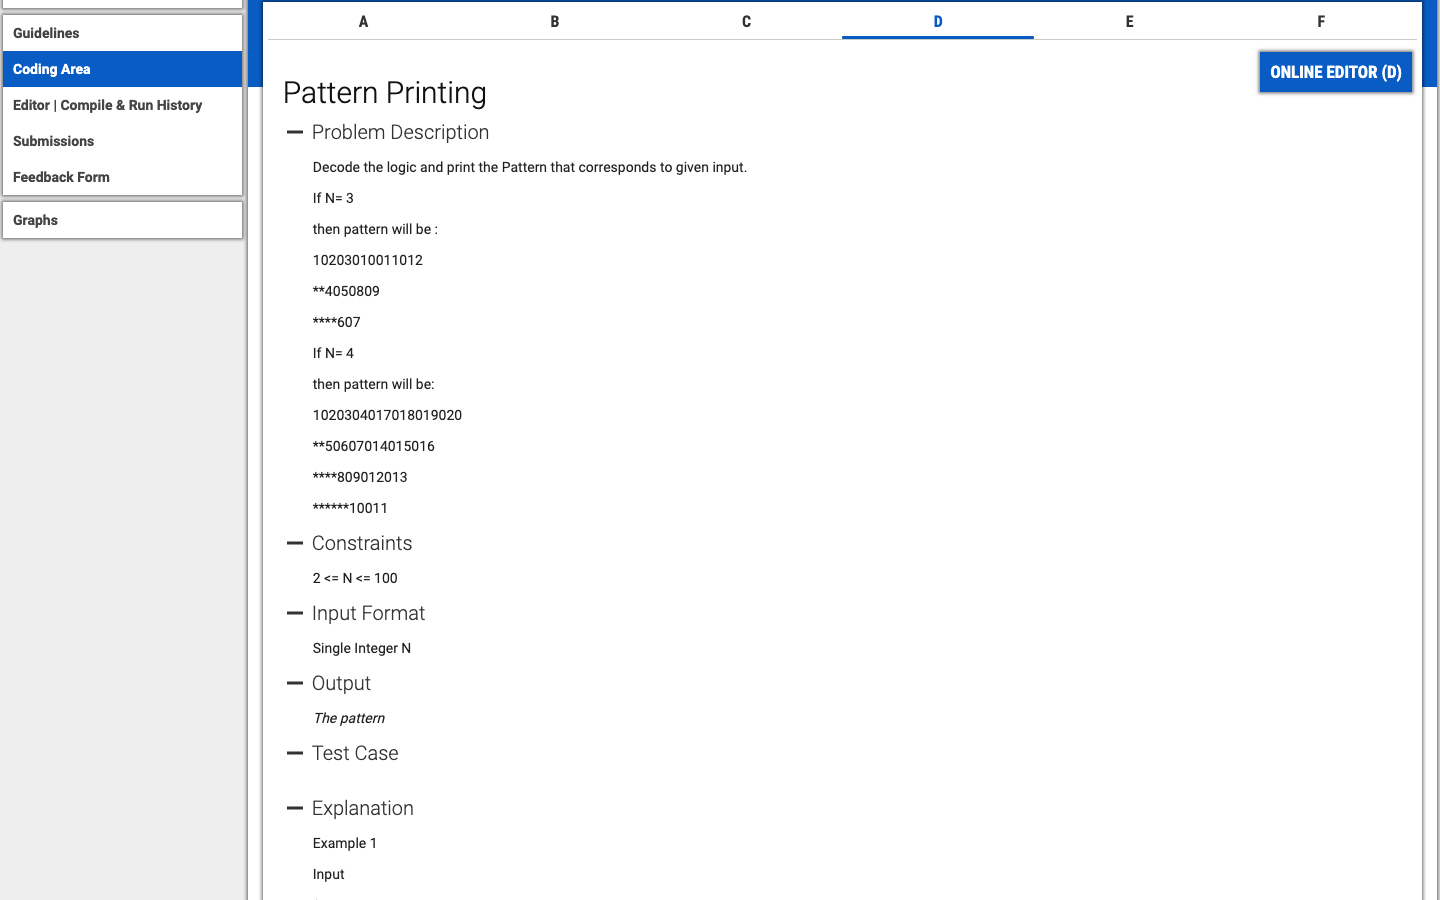 Guidelines
Coding Area
Editor | Compile & Run History
Submissions
Feedback Form
Graphs
A B C D E F
ONLINE EDITOR (D)
Pattern Printing
Problem Description
Decode the logic and print the Pattern that corresponds to given input.
If N= 3
then pattern will be :
10203010011012
**4050809
****607
If N= 4
then pattern will be:
1020304017018019020
**50607014015016
****809012013
******10011
Constraints
2 <= N <= 100
Input Format
Single Integer N
Output
The pattern
Test Case
Explanation
Example 1
Input